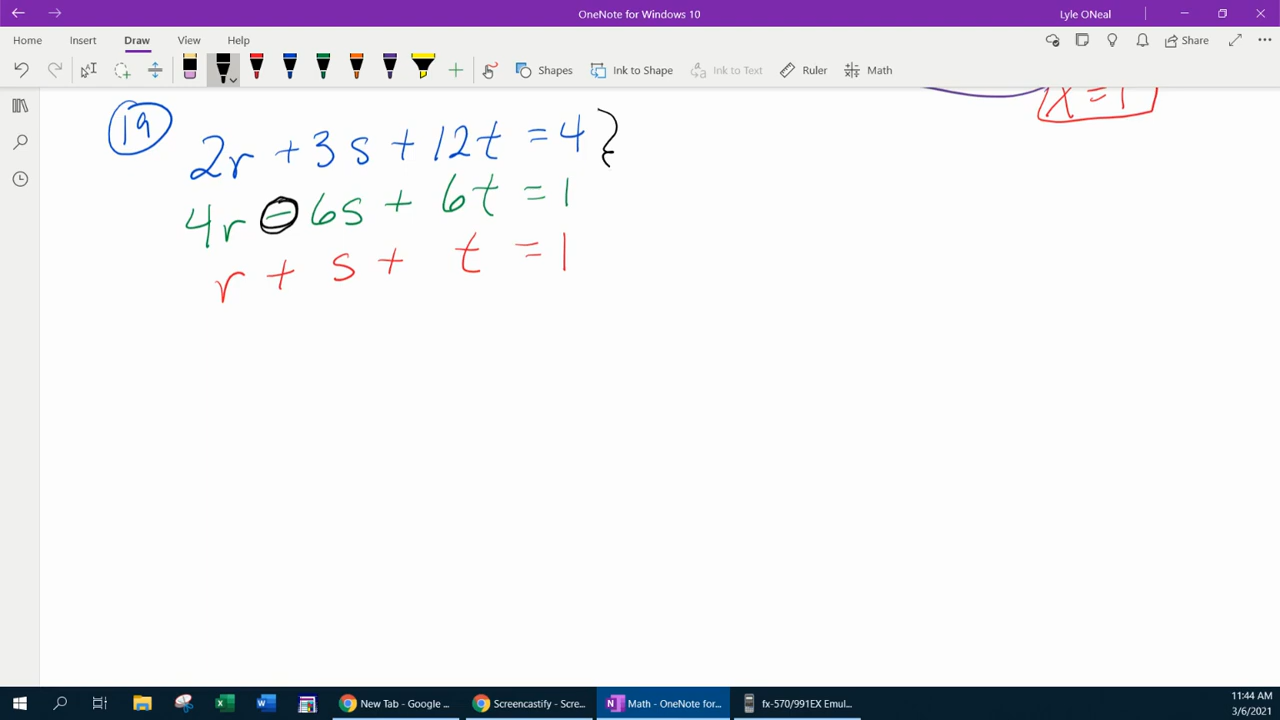 OneNote for Windows 10
Lyle ONeal
Home Insert Draw View Help
Share
Shapes Ink to Shape Ink to Text Ruler Math
x = 1
19
2r + 3s + 12t = 4 }
4r - 6s + 6t = 1
r + s + t = 1
New Tab - Google ...
Screencastify - Scre...
Math - OneNote for...
fx-570/991EX Emul...
11:44 AM
3/6/2021